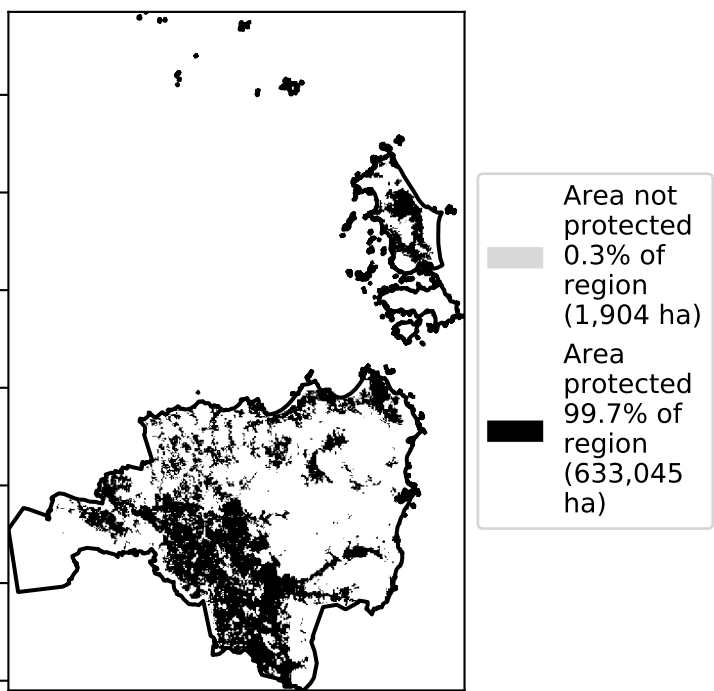 Area not
protected
0.3% of
region
(1,904 ha)
Area
protected
99.7% of
region
(633,045
ha)